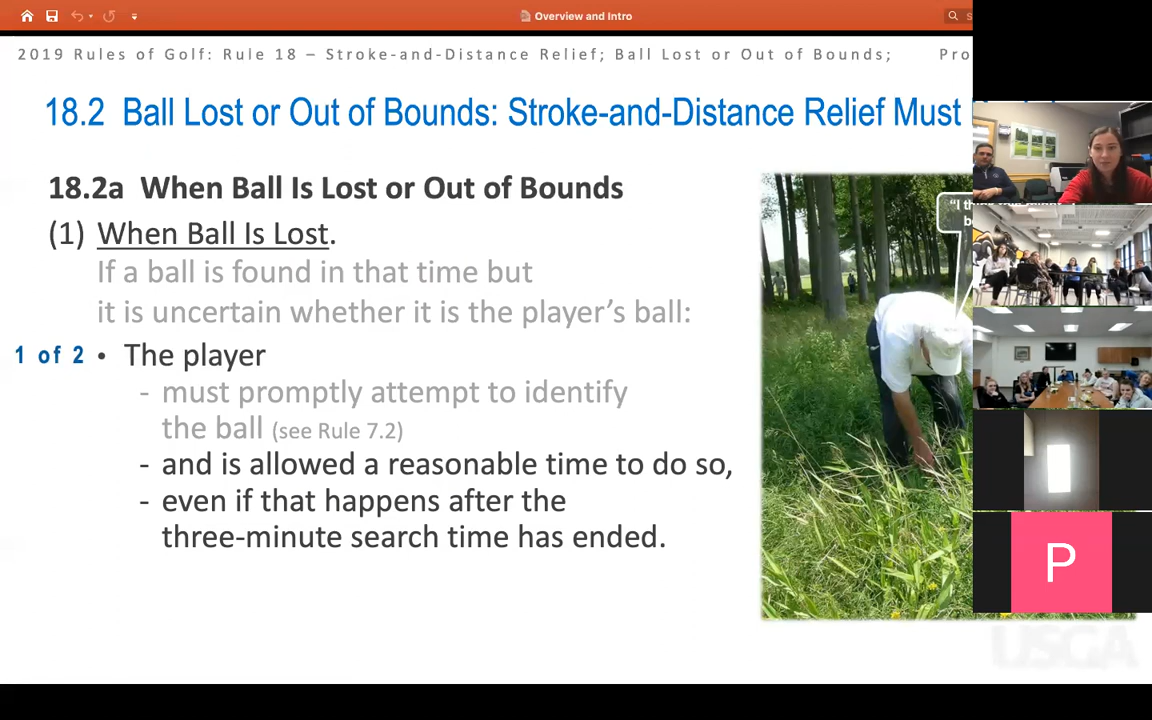 Overview and Intro
S
2019 Rules of Golf: Rule 18 – Stroke-and-Distance Relief; Ball Lost or Out of Bounds; Pro
18.2 Ball Lost or Out of Bounds: Stroke-and-Distance Relief Must
18.2a When Ball Is Lost or Out of Bounds
(1) When Ball Is Lost.
If a ball is found in that time but
it is uncertain whether it is the player's ball:
1 of 2 • The player
- must promptly attempt to identify
the ball (see Rule 7.2)
- and is allowed a reasonable time to do so,
- even if that happens after the
three-minute search time has ended.
"I
P
USGA